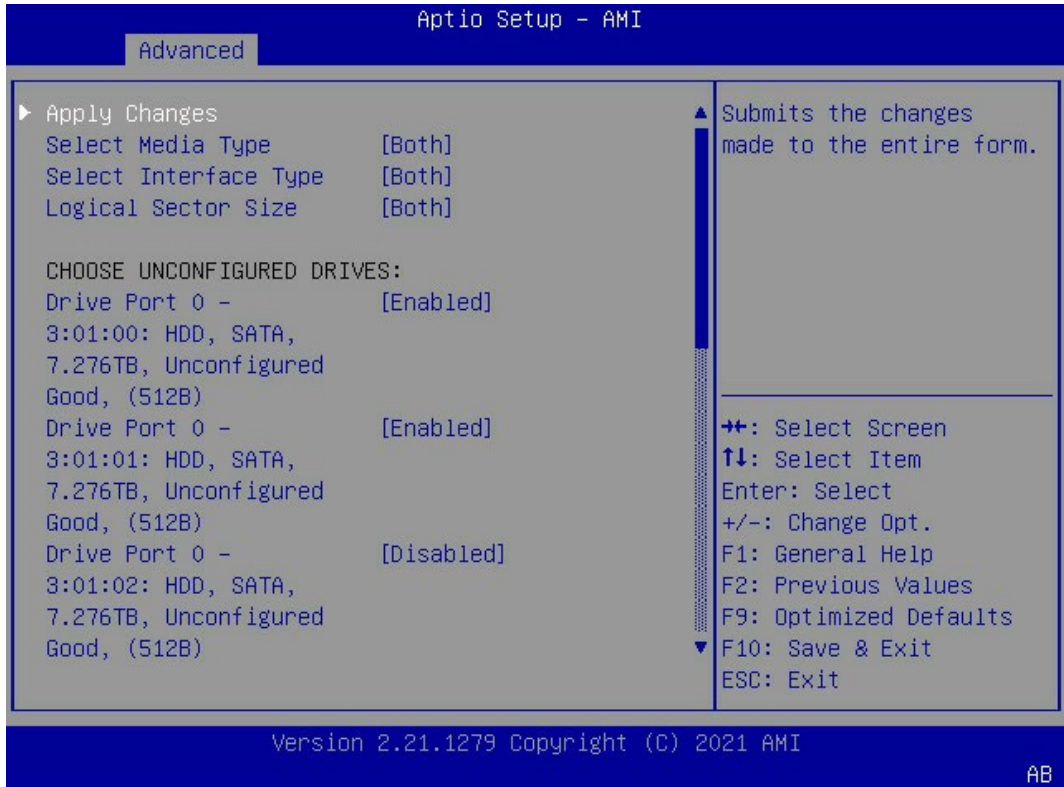 Aptio Setup – AMI
Advanced
Apply Changes
Select Media Type [Both]
Select Interface Type [Both]
Logical Sector Size [Both]
CHOOSE UNCONFIGURED DRIVES:
Drive Port 0 – [Enabled]
3:01:00: HDD, SATA,
7.276TB, Unconfigured
Good, (512B)
Drive Port 0 – [Enabled]
3:01:01: HDD, SATA,
7.276TB, Unconfigured
Good, (512B)
Drive Port 0 – [Disabled]
3:01:02: HDD, SATA,
7.276TB, Unconfigured
Good, (512B)
Submits the changes
made to the entire form.
→←: Select Screen
↑↓: Select Item
Enter: Select
+/-: Change Opt.
F1: General Help
F2: Previous Values
F9: Optimized Defaults
F10: Save & Exit
ESC: Exit
Version 2.21.1279 Copyright (C) 2021 AMI
AB